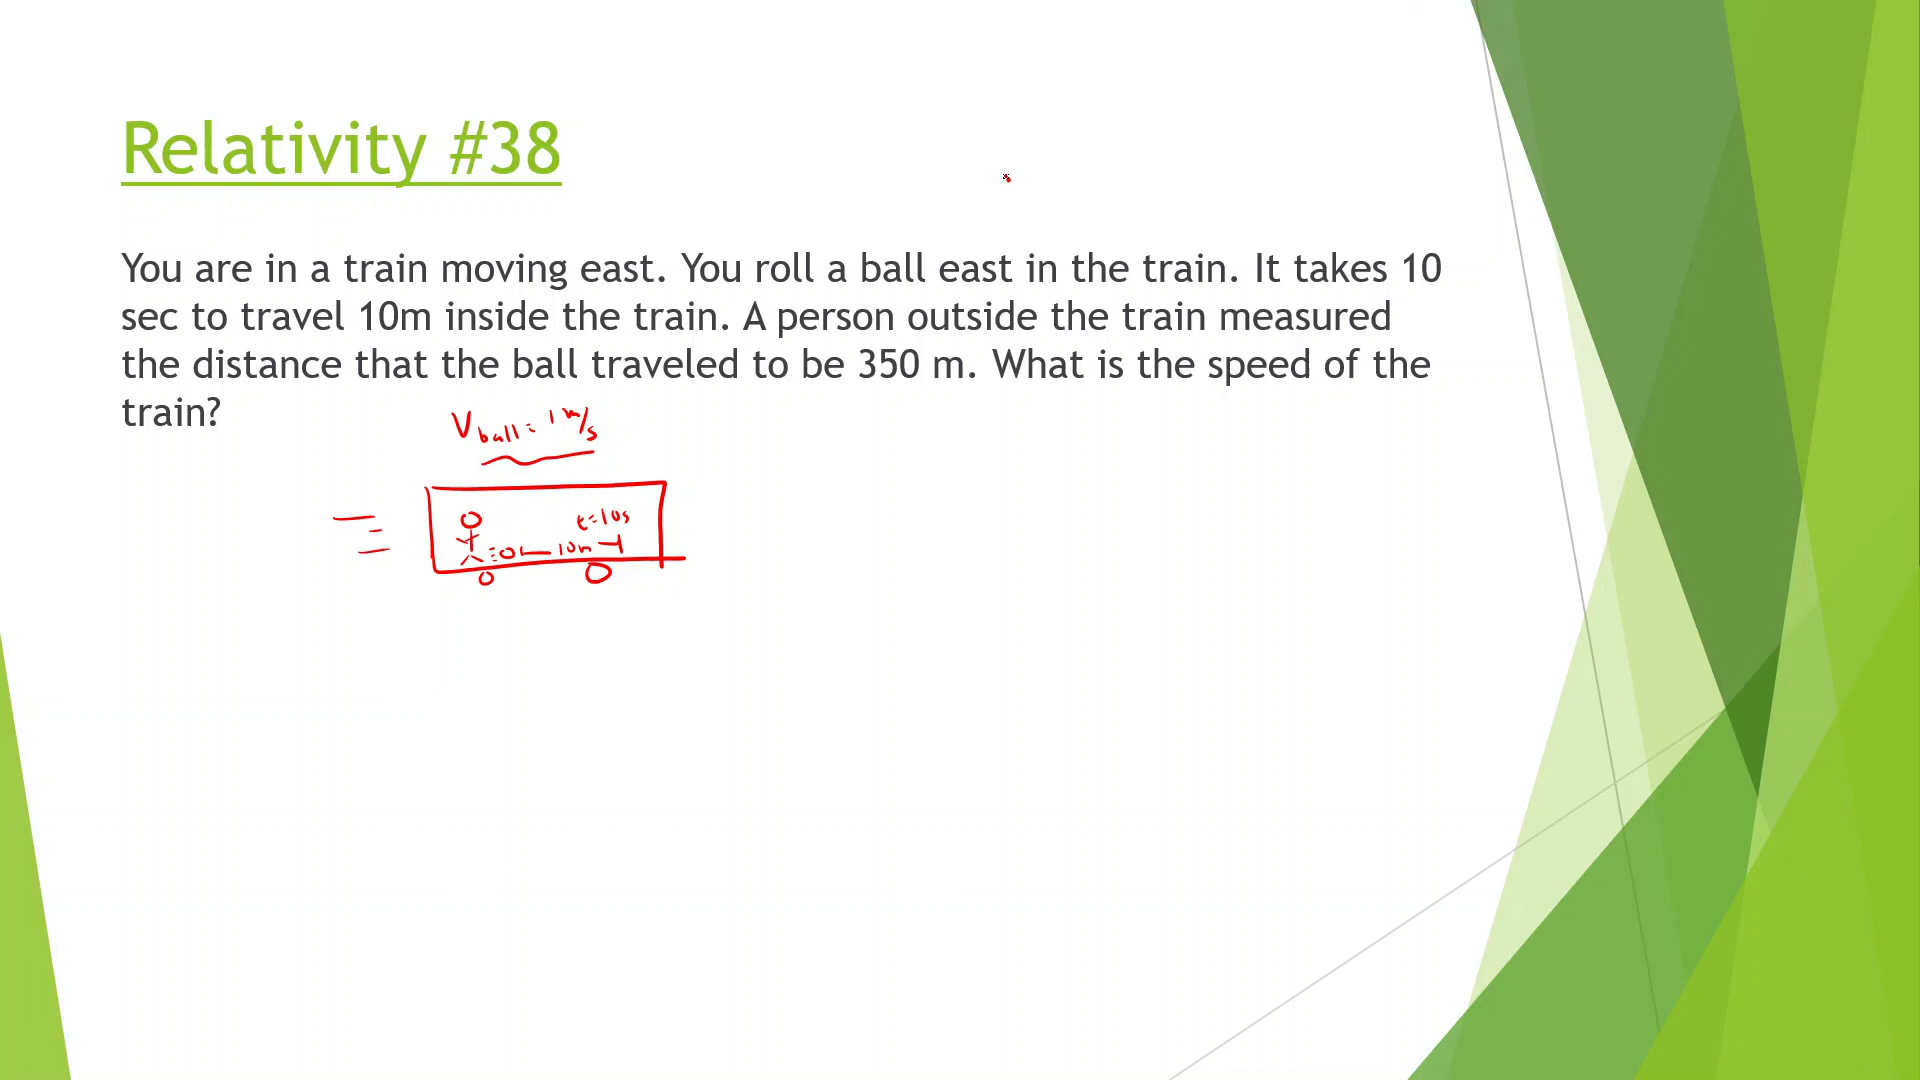 Relativity #38
You are in a train moving east. You roll a ball east in the train. It takes 10
sec to travel 10m inside the train. A person outside the train measured
the distance that the ball traveled to be 350 m. What is the speed of the
train?
V ball = 1 m/s
t=10s
10m